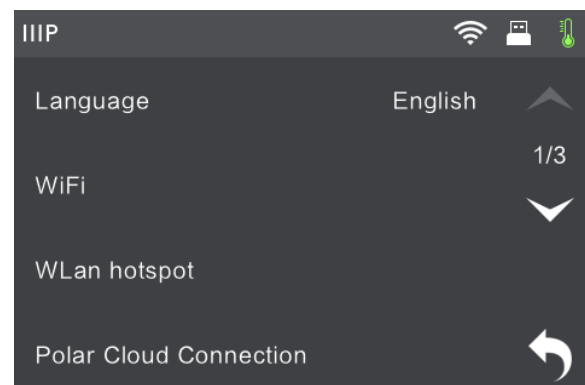 IIIP
Language English
1/3
WiFi
WLan hotspot
Polar Cloud Connection